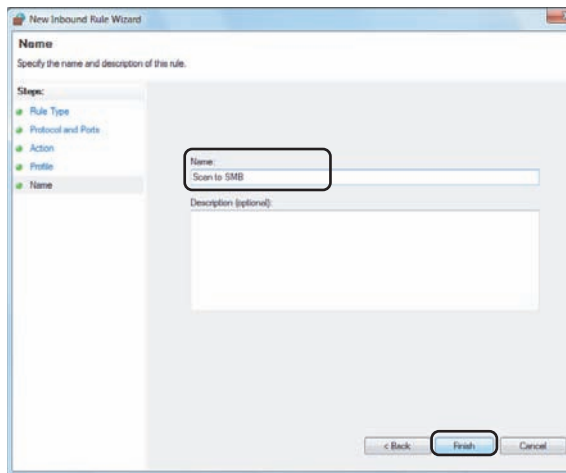 New Inbound Rule Wizard
Name
Specify the name and description of this rule.
Steps:
Rule Type
Protocol and Ports
Action
Profile
Name
Name:
Scan to SMB
Description (optional):
< Back
Finish
Cancel